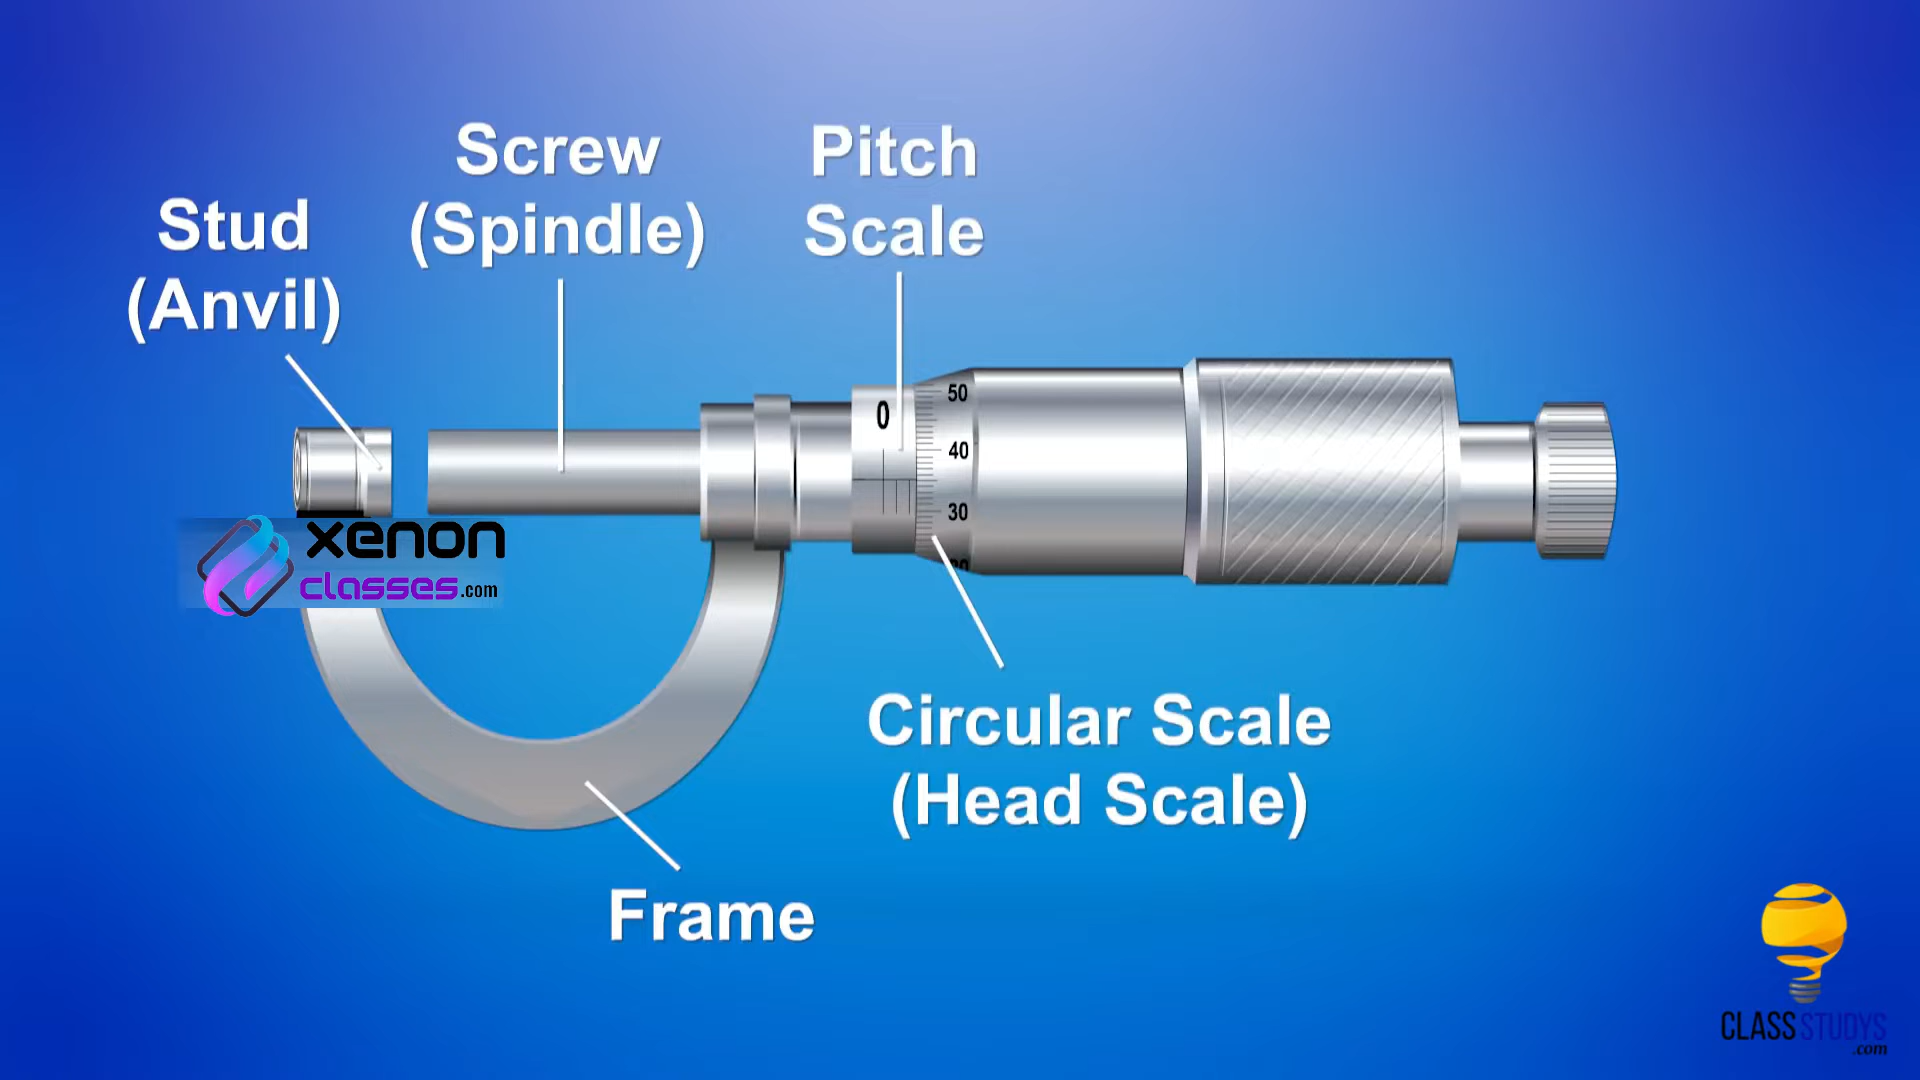 Screw
(Spindle)
Pitch
Scale
Stud
(Anvil)
0
50
40
30
xenon
classes.com
Circular Scale
(Head Scale)
Frame
CLASS STUDYS
.com